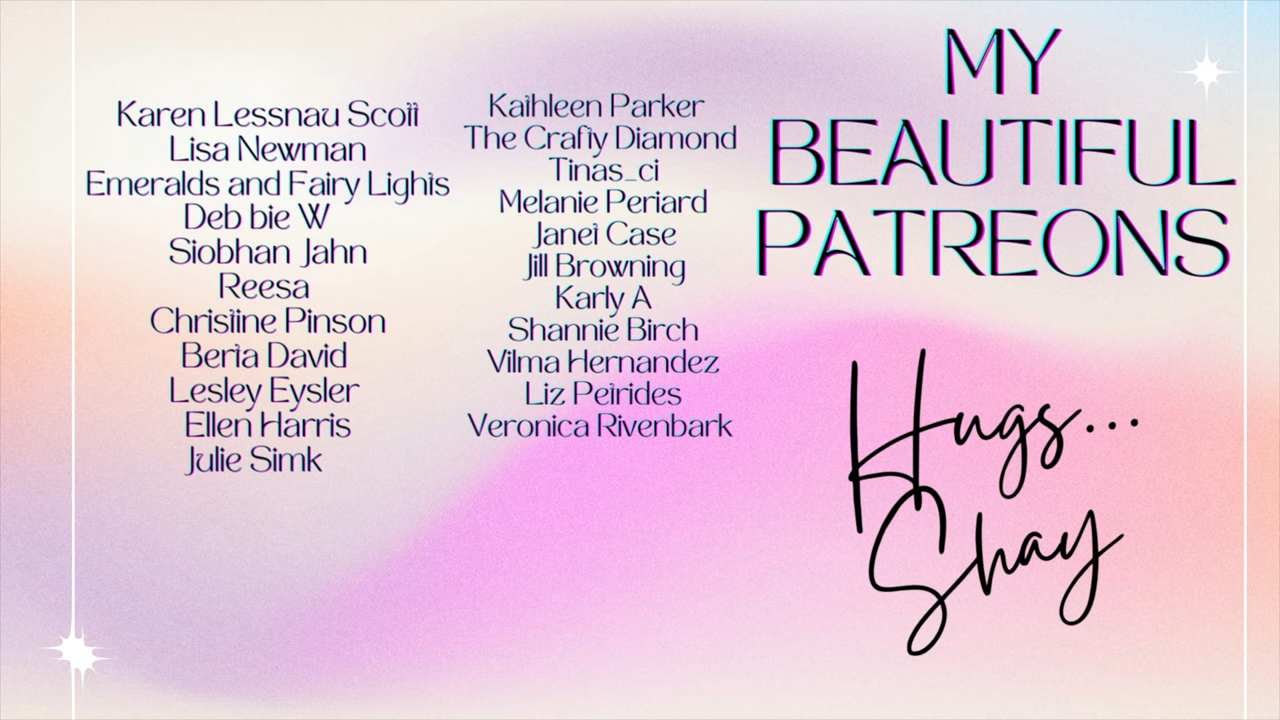 Karen Lessnau Scott
Lisa Newman
Emeralds and Fairy Lights
Deb bie W
Siobhan Jahn
Reesa
Christine Pinson
Berta David
Lesley Eysler
Ellen Harris
Julie Simk
Kathleen Parker
The Crafty Diamond
Tinas_ci
Melanie Periard
Janet Case
Jill Browning
Karly A
Shannie Birch
Vilma Hernandez
Liz Petrides
Veronica Rivenbark
MY
BEAUTIFUL
PATREONS
Hugs...
Shay